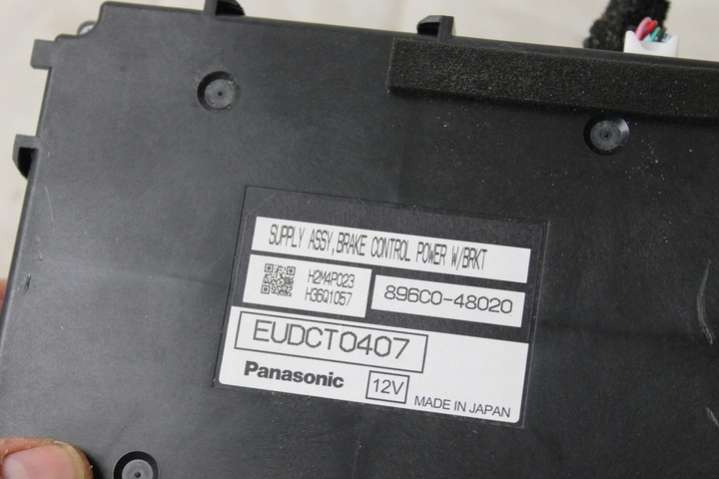 SUPPLY ASSY,BRAKE CONTROL POWER W/BRKT
H2M4P023
H36Q1057
896C0-48020
EUDCT0407
Panasonic
12V
MADE IN JAPAN